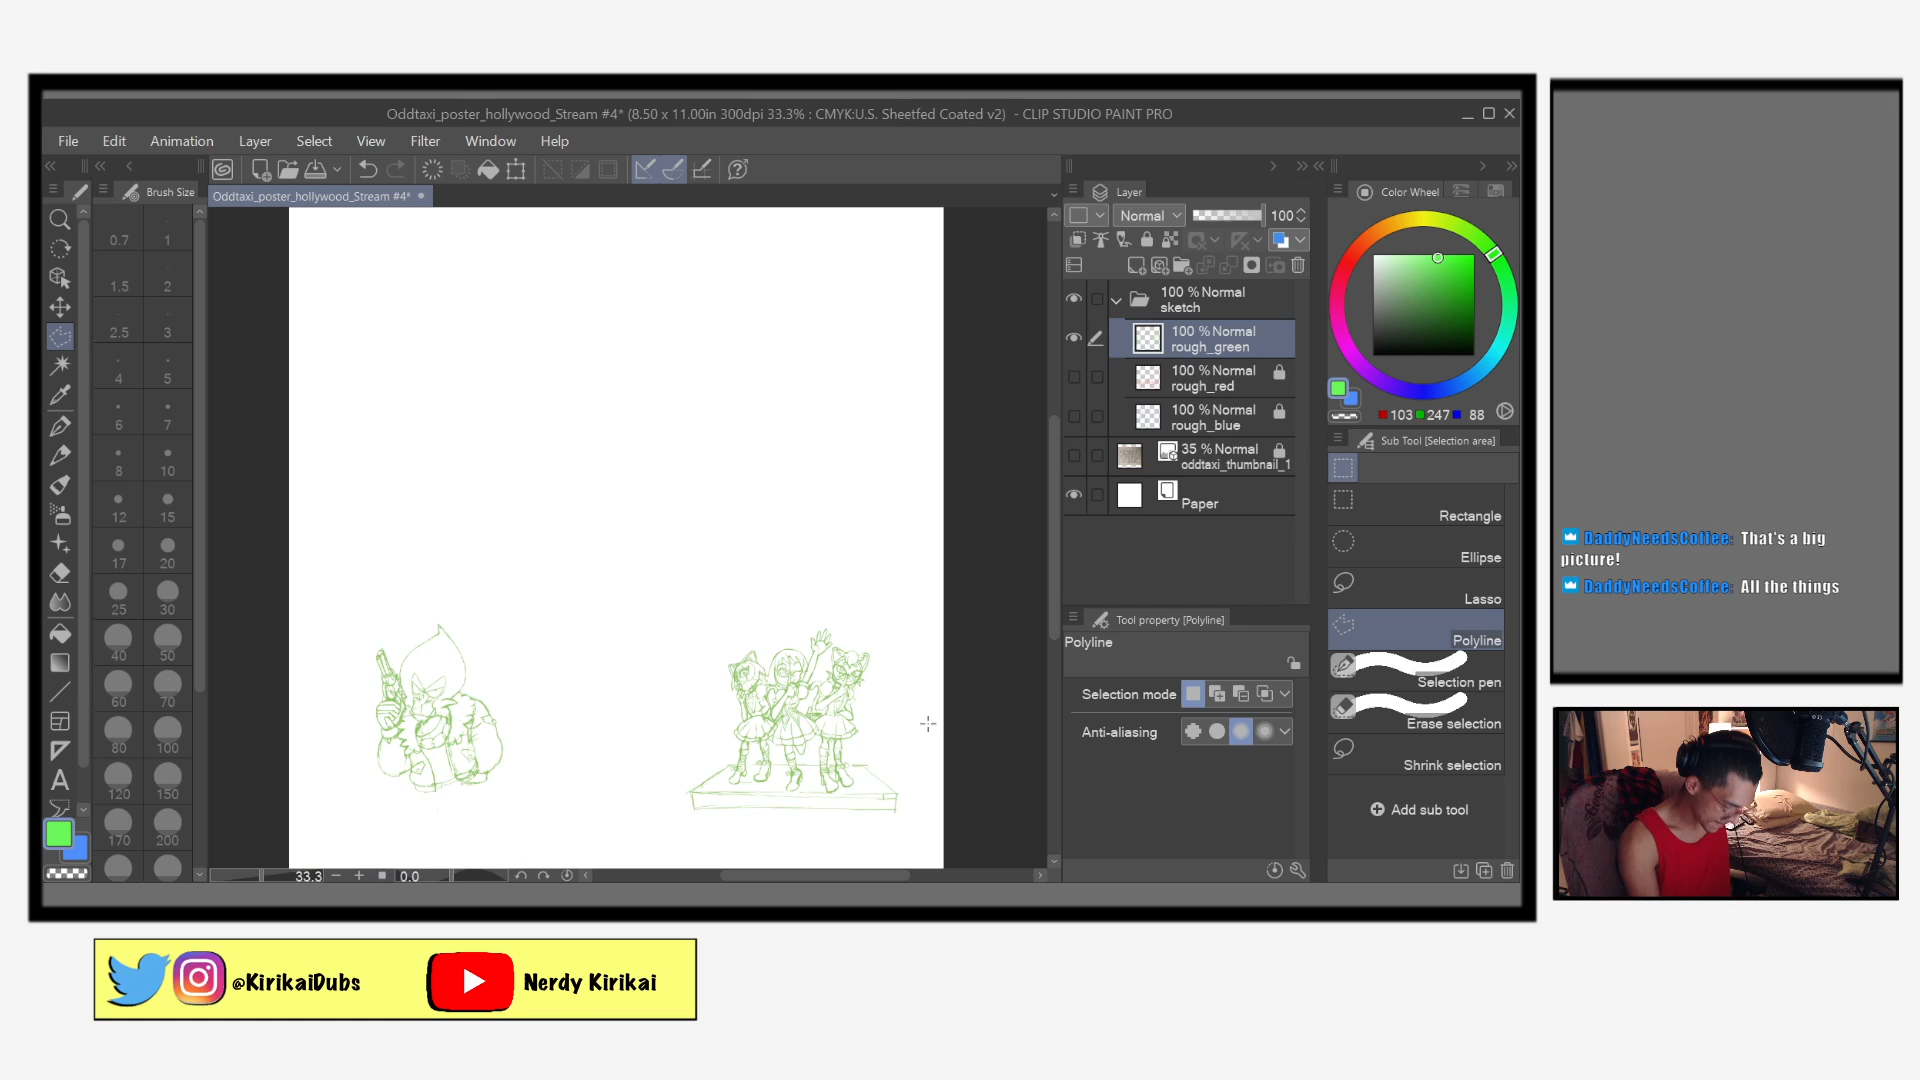 Oddtaxi_poster_hollywood_Stream #4* (8.50 x 11.00in 300dpi 33.3% : CMYK:U.S. Sheetfed Coated v2) - CLIP STUDIO PAINT PRO
File Edit Animation Layer Select View Filter Window Help
Brush Size
Oddtaxi_poster_hollywood_Stream #4*
0.7 1
1.5 2
2.5 3
4 5
6 7
8 10
12 15
17 20
25 30
40 50
60 70
80 100
120 150
170 200
A
33.3 0.0
Layer
Normal 100
100 % Normal
sketch
100 % Normal
rough_green
100 % Normal
rough_red
100 % Normal
rough_blue
35 % Normal
oddtaxi_thumbnail_1
Paper
Tool property [Polyline]
Polyline
Selection mode
Anti-aliasing
Color Wheel
103 247 88
Sub Tool [Selection area]
Rectangle
Ellipse
Lasso
Polyline
Selection pen
Erase selection
Shrink selection
Add sub tool
DaddyNeedsCoffee: That's a big
picture!
DaddyNeedsCoffee: All the things
@KirikaiDubs
Nerdy Kirikai